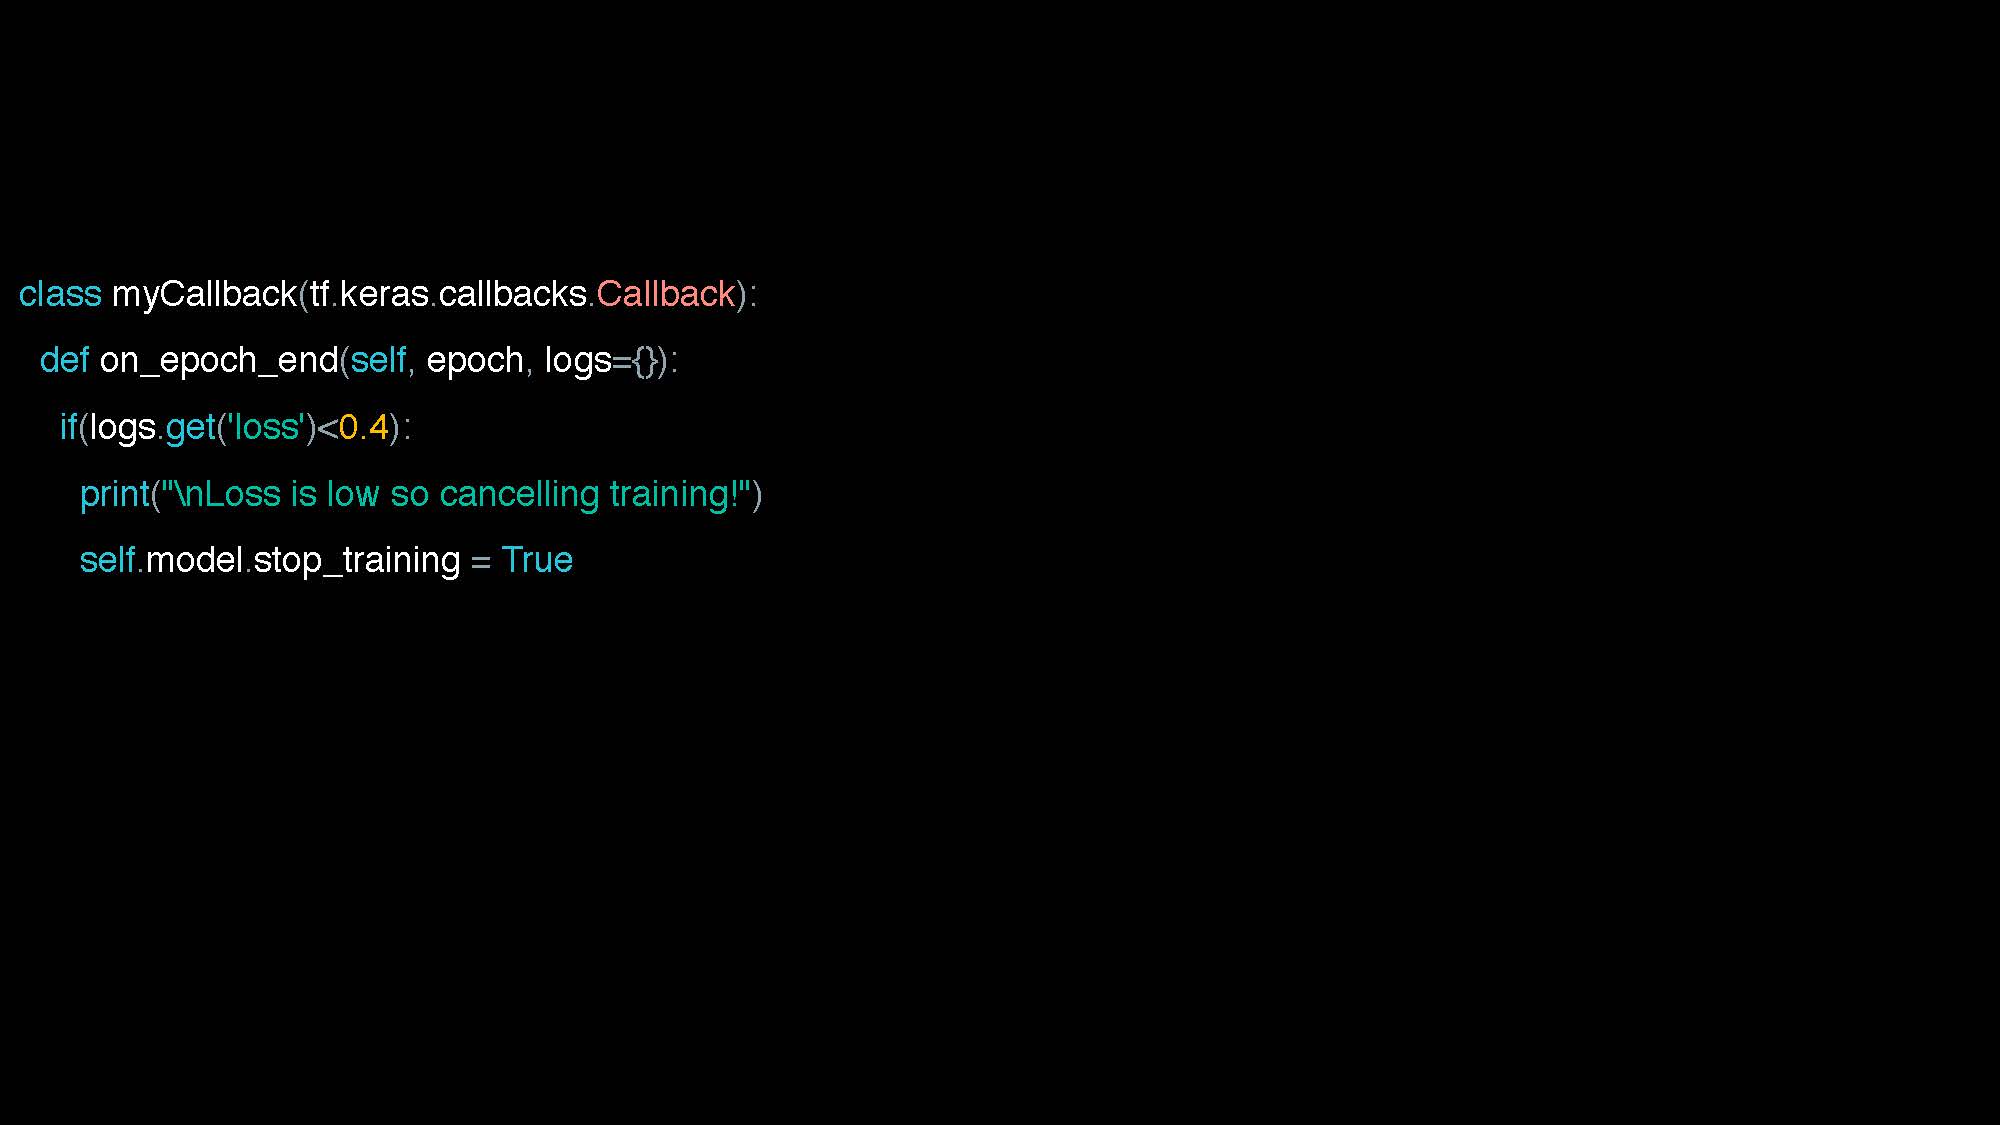 class myCallback(tf.keras.callbacks.Callback):
def on_epoch_end(self, epoch, logs={}):
if(logs.get('loss')<0.4):
print("\nLoss is low so cancelling training!")
self.model.stop_training = True